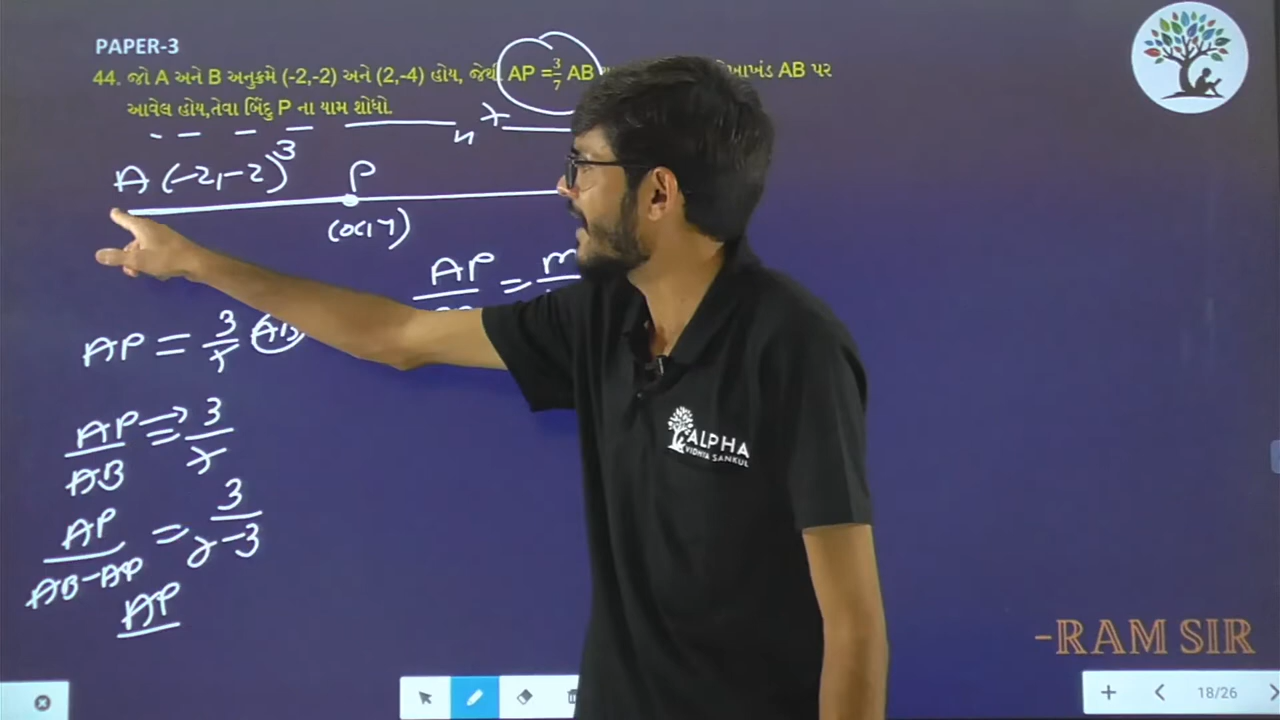 PAPER-3
44. જો A અને B અનુક્રમે (-2,-2) અને (2,-4) હોય, જેથી AP = 3/7 AB
AB પર
આવેલ હોય,તેવા બિંદુ P ના યામ શોધો.
A (-2,-2) 3 P
(x,y)
AP = m
AP = 3/7 AB
AP/AB = 3/7
AP/AB-AP = 3/7-3
AP
ALPHA
VIDHYA SANKUL
-RAM SIR
18/26